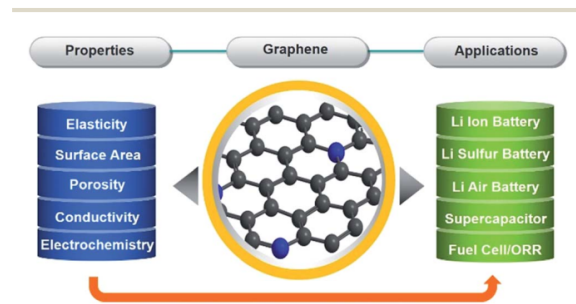 Properties
Graphene
Applications
Elasticity
Surface Area
Porosity
Conductivity
Electrochemistry
Li Ion Battery
Li Sulfur Battery
Li Air Battery
Supercapacitor
Fuel Cell/ORR